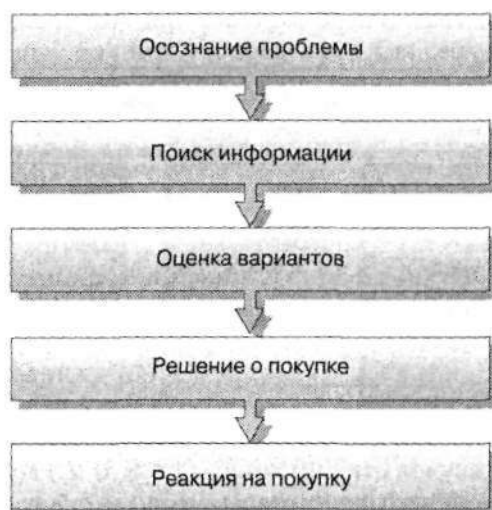 Осознание проблемы
Поиск информации
Оценка вариантов
Решение о покупке
Реакция на покупку